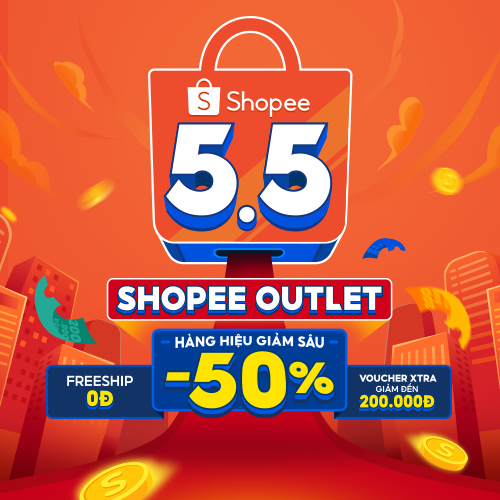 Shopee
5.5
SHOPEE OUTLET
HÀNG HIỆU GIẢM SÂU
-50%
FREESHIP
0Đ
VOUCHER XTRA
GIẢM ĐẾN
200.000Đ